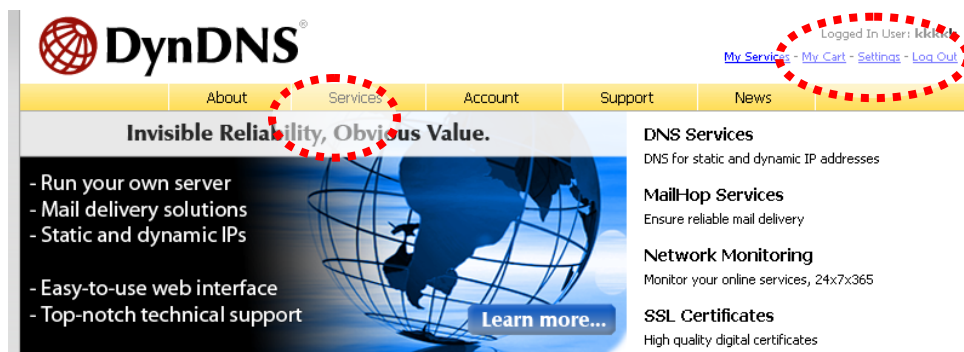 DynDNS®
Logged In User: kkkkk
My Services - My Cart - Settings - Log Out
About Services Account Support News
Invisible Reliability, Obvious Value.
- Run your own server
- Mail delivery solutions
- Static and dynamic IPs
- Easy-to-use web interface
- Top-notch technical support
Learn more...
DNS Services
DNS for static and dynamic IP addresses
MailHop Services
Ensure reliable mail delivery
Network Monitoring
Monitor your online services, 24x7x365
SSL Certificates
High quality digital certificates